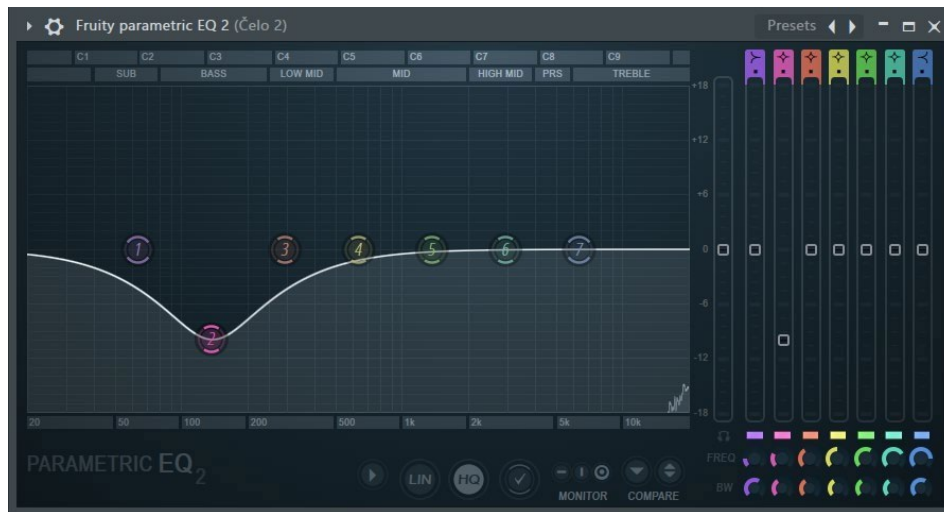 Fruity parametric EQ 2 (Čelo 2) Presets
C1 C2 C3 C4 C5 C6 C7 C8 C9
SUB BASS LOW MID MID HIGH MID PRS TREBLE
+18
+12
+6
1 3 4 5 6 7 0
-6
2
-12
-18
20 50 100 200 500 1k 2k 5k 10k
FREQ
PARAMETRIC EQ 2
LIN HQ
BW
MONITOR COMPARE